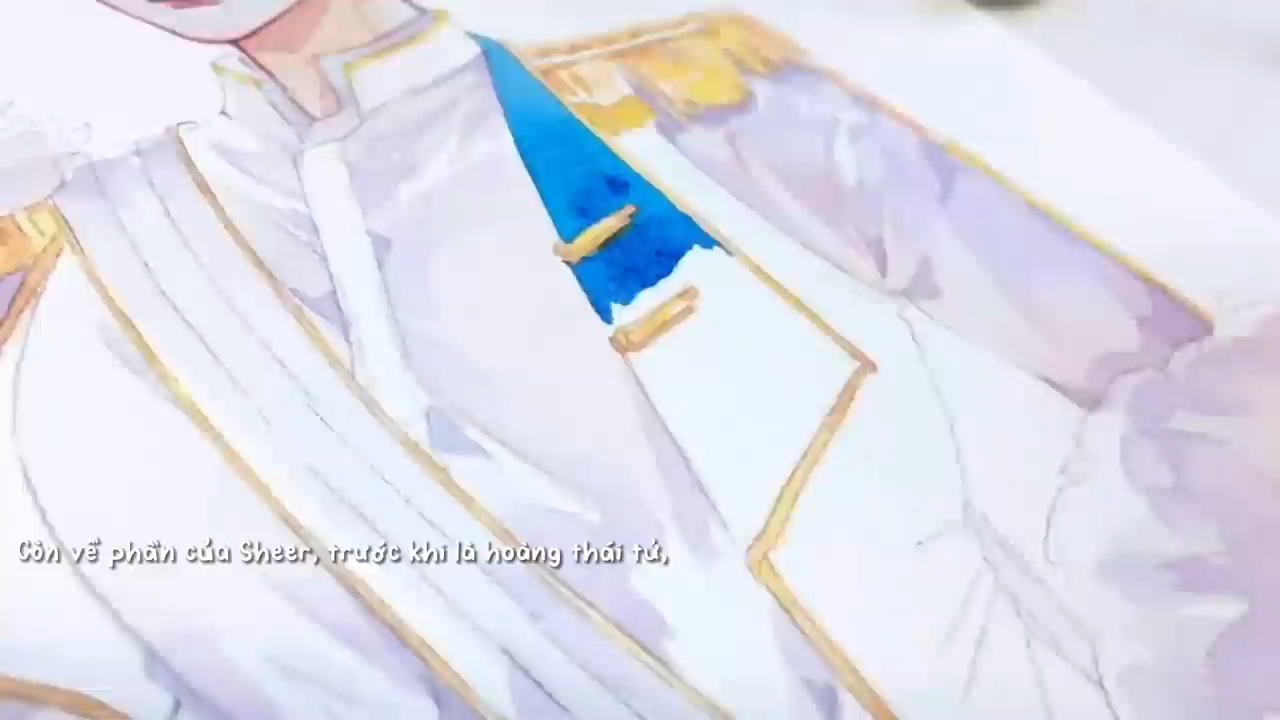 Còn về phần của Sheer, trước khi là hoàng thái tử,